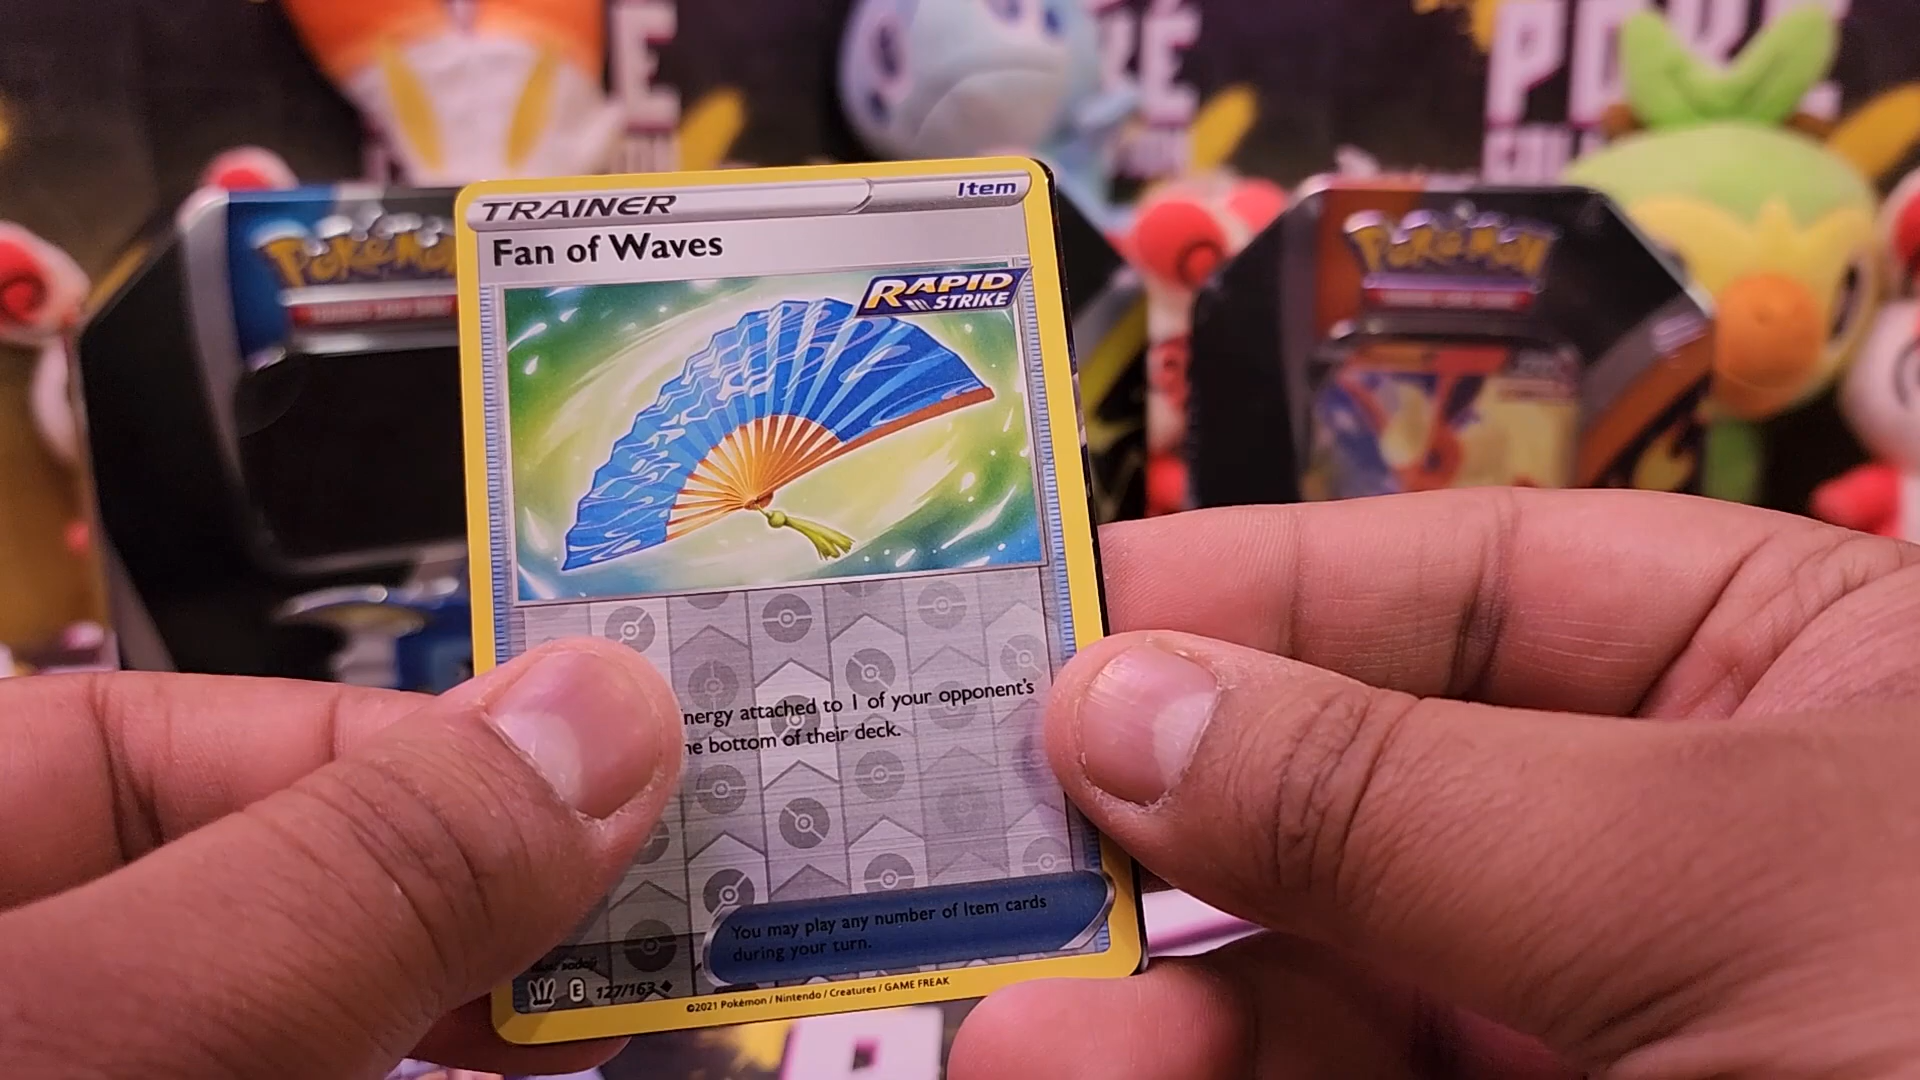 TRAINER
Item
Fan of Waves
RAPID
STRIKE
nergy attached to 1 of your opponent's
he bottom of their deck.
You may play any number of Item cards
during your turn.
E 127/163
©2021 Pokémon / Nintendo / Creatures / GAME FREAK
Pokémon
Pokémon
POKÉ